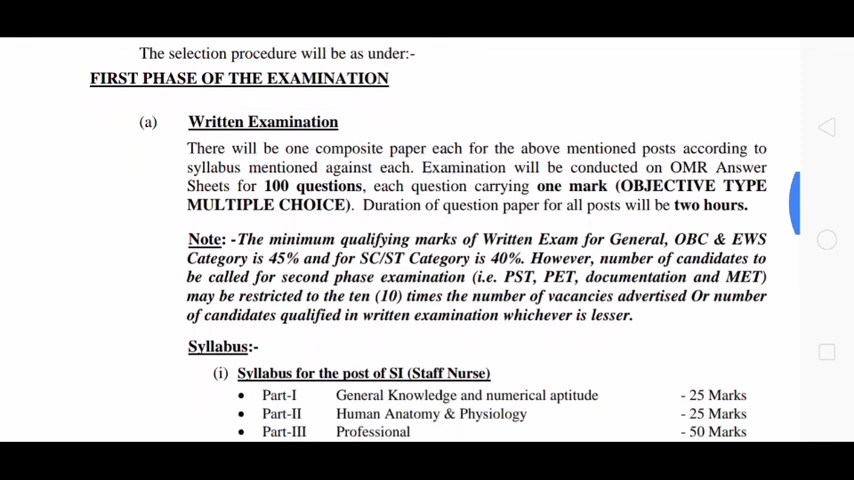 The selection procedure will be as under:-
FIRST PHASE OF THE EXAMINATION
(a) Written Examination
There will be one composite paper each for the above mentioned posts according to
syllabus mentioned against each. Examination will be conducted on OMR Answer
Sheets for 100 questions, each question carrying one mark (OBJECTIVE TYPE
MULTIPLE CHOICE). Duration of question paper for all posts will be two hours.
Note: -The minimum qualifying marks of Written Exam for General, OBC & EWS
Category is 45% and for SC/ST Category is 40%. However, number of candidates to
be called for second phase examination (i.e. PST, PET, documentation and MET)
may be restricted to the ten (10) times the number of vacancies advertised Or number
of candidates qualified in written examination whichever is lesser.
Syllabus:-
(i) Syllabus for the post of SI (Staff Nurse)
• Part-I General Knowledge and numerical aptitude - 25 Marks
• Part-II Human Anatomy & Physiology - 25 Marks
• Part-III Professional - 50 Marks